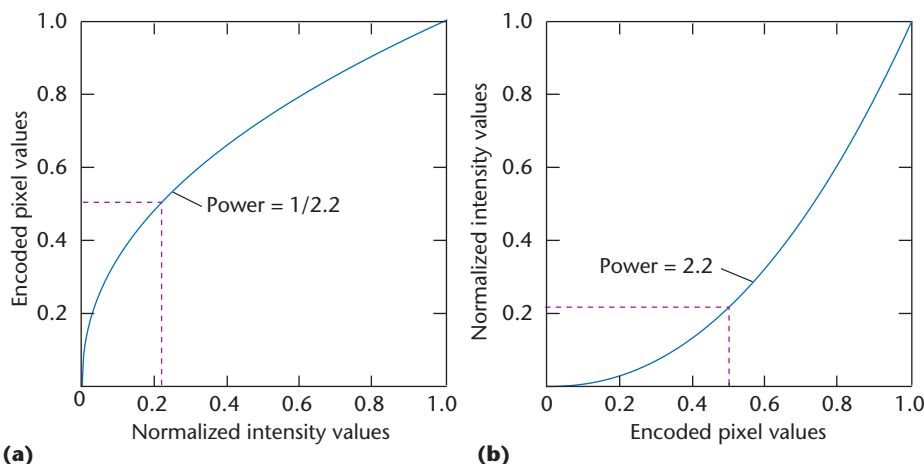 1.0
0.8
0.6
0.4
0.2
Encoded pixel values
Power = 1/2.2
0 0.2 0.4 0.6 0.8 1.0
Normalized intensity values
(a)
1.0
0.8
0.6
0.4
0.2
Normalized intensity values
Power = 2.2
0 0.2 0.4 0.6 0.8 1.0
Encoded pixel values
(b)